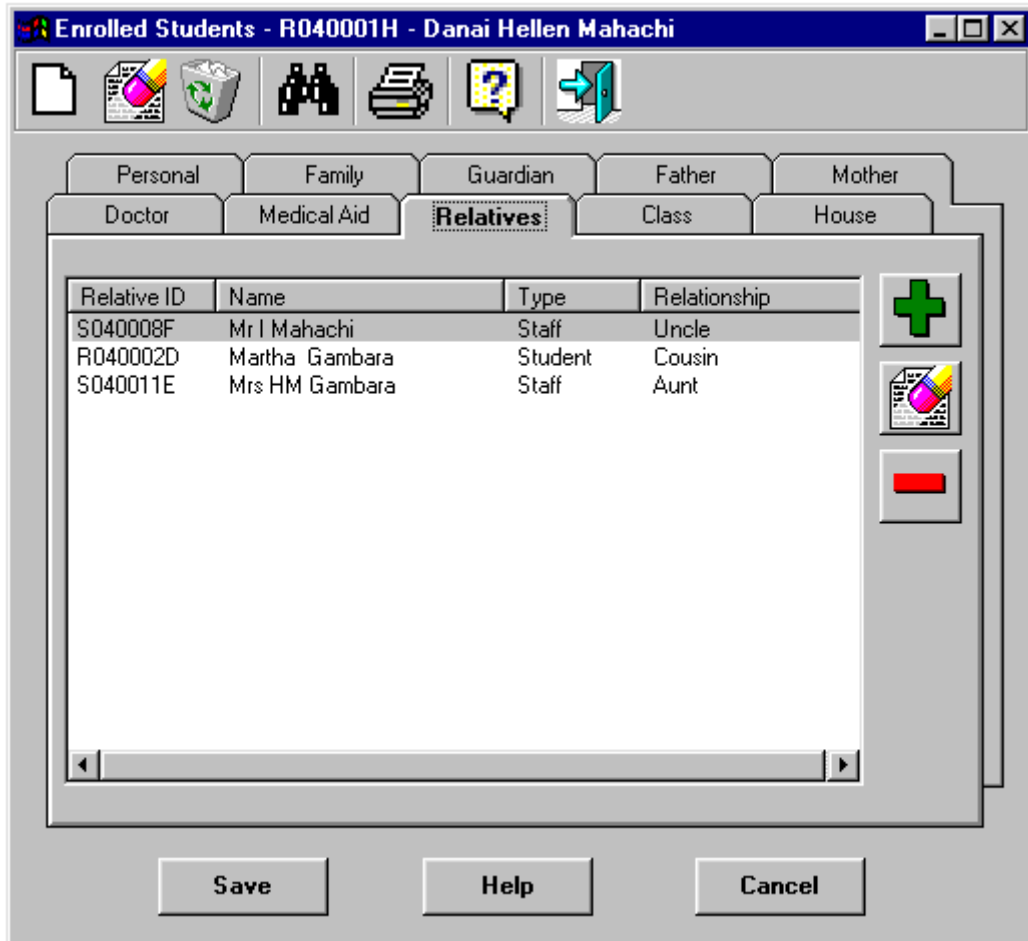 Enrolled Students - R040001H - Danai Hellen Mahachi
Personal Family Guardian Father Mother
Doctor Medical Aid Relatives Class House
Relative ID Name Type Relationship
S040008F Mr I Mahachi Staff Uncle
R040002D Martha Gambara Student Cousin
S040011E Mrs HM Gambara Staff Aunt
Save Help Cancel